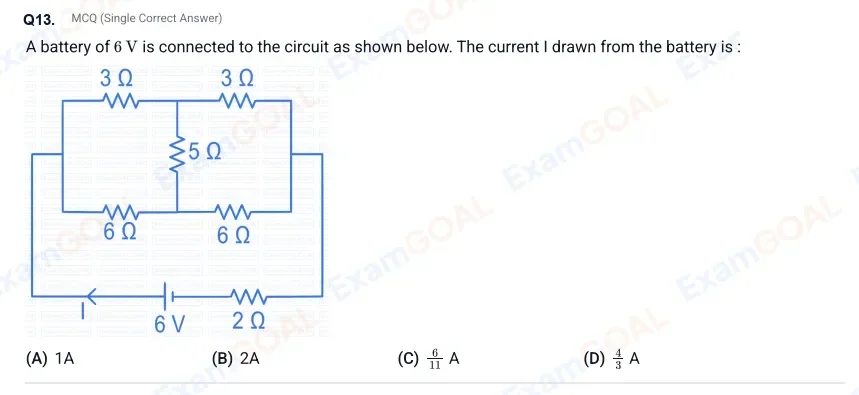 Q13. MCQ (Single Correct Answer)
A battery of 6 V is connected to the circuit as shown below. The current I drawn from the battery is :
3 Ω 3 Ω
5 Ω
6 Ω 6 Ω
I 6 V 2 Ω
(A) 1A (B) 2A (C) 6/11 A (D) 4/3 A
ExamGOAL